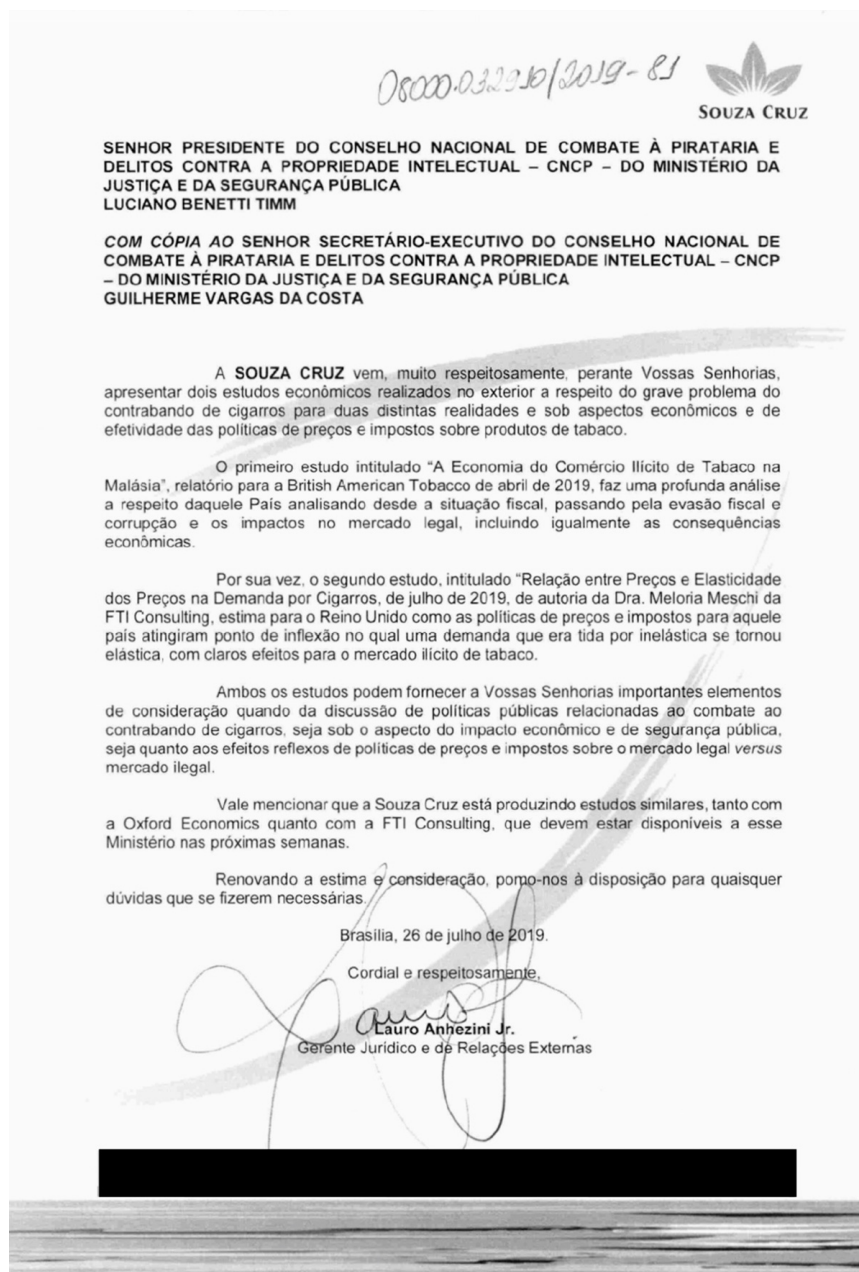 08000.032910/2019-81
SOUZA CRUZ
SENHOR PRESIDENTE DO CONSELHO NACIONAL DE COMBATE À PIRATARIA E
DELITOS CONTRA A PROPRIEDADE INTELECTUAL – CNCP – DO MINISTÉRIO DA
JUSTIÇA E DA SEGURANÇA PÚBLICA
LUCIANO BENETTI TIMM
COM CÓPIA AO SENHOR SECRETÁRIO-EXECUTIVO DO CONSELHO NACIONAL DE
COMBATE À PIRATARIA E DELITOS CONTRA A PROPRIEDADE INTELECTUAL – CNCP
– DO MINISTÉRIO DA JUSTIÇA E DA SEGURANÇA PÚBLICA
GUILHERME VARGAS DA COSTA
A SOUZA CRUZ vem, muito respeitosamente, perante Vossas Senhorias,
apresentar dois estudos econômicos realizados no exterior a respeito do grave problema do
contrabando de cigarros para duas distintas realidades e sob aspectos econômicos e de
efetividade das políticas de preços e impostos sobre produtos de tabaco.
O primeiro estudo intitulado “A Economia do Comércio Ilícito de Tabaco na
Malásia”, relatório para a British American Tobacco de abril de 2019, faz uma profunda análise
a respeito daquele País analisando desde a situação fiscal, passando pela evasão fiscal e
corrupção e os impactos no mercado legal, incluindo igualmente as consequências
econômicas.
Por sua vez, o segundo estudo, intitulado “Relação entre Preços e Elasticidade
dos Preços na Demanda por Cigarros, de julho de 2019, de autoria da Dra. Meloria Meschi da
FTI Consulting, estima para o Reino Unido como as políticas de preços e impostos para aquele
país atingiram ponto de inflexão no qual uma demanda que era tida por inelástica se tornou
elástica, com claros efeitos para o mercado ilícito de tabaco.
Ambos os estudos podem fornecer a Vossas Senhorias importantes elementos
de consideração quando da discussão de políticas públicas relacionadas ao combate ao
contrabando de cigarros, seja sob o aspecto do impacto econômico e de segurança pública,
seja quanto aos efeitos reflexos de políticas de preços e impostos sobre o mercado legal versus
mercado ilegal.
Vale mencionar que a Souza Cruz está produzindo estudos similares, tanto com
a Oxford Economics quanto com a FTI Consulting, que devem estar disponíveis a esse
Ministério nas próximas semanas.
Renovando a estima e consideração, pomo-nos à disposição para quaisquer
dúvidas que se fizerem necessárias.
Brasília, 26 de julho de 2019.
Cordial e respeitosamente,
Lauro Anhezini Jr.
Gerente Jurídico e de Relações Externas